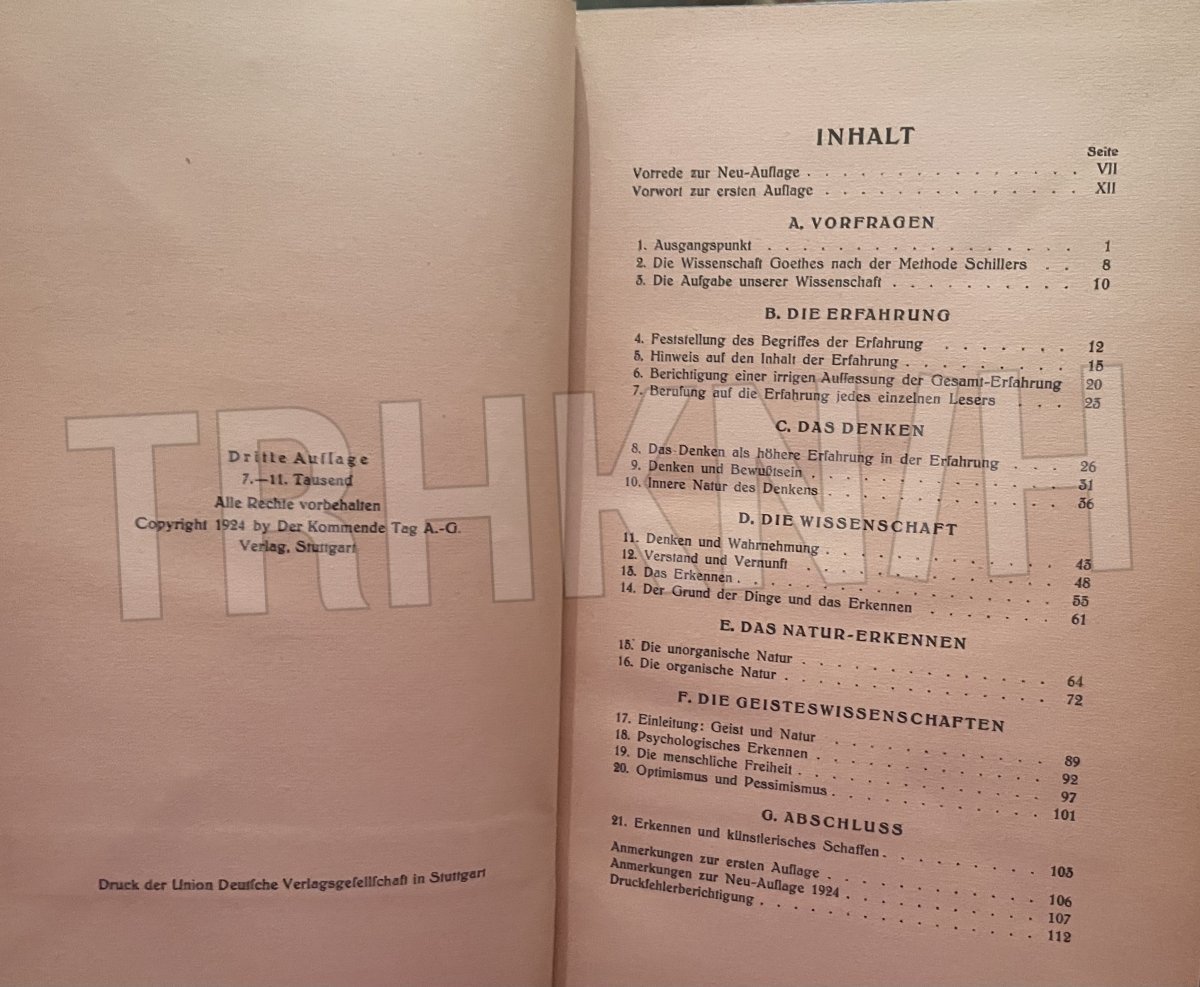 Dritte Auflage
7.—11. Tausend
Alle Rechte vorbehalten
Copyright 1924 by Der Kommende Tag A.-G.
Verlag, Stuttgart
Druck der Union Deutsche Verlagsgesellschaft in Stuttgart
INHALT
Seite
Vorrede zur Neu-Auflage . . . . . . . . . . . . . . VII
Vorwort zur ersten Auflage . . . . . . . . . . . . . XII
A. VORFRAGEN
1. Ausgangspunkt . . . . . . . . . . . . . . . . 1
2. Die Wissenschaft Goethes nach der Methode Schillers . . 8
3. Die Aufgabe unserer Wissenschaft . . . . . . . . . . 10
B. DIE ERFAHRUNG
4. Feststellung des Begriffes der Erfahrung . . . . . . . 12
5. Hinweis auf den Inhalt der Erfahrung . . . . . . . . . 15
6. Berichtigung einer irrigen Auffassung der Gesamt-Erfahrung 20
7. Berufung auf die Erfahrung jedes einzelnen Lesers . . . 23
C. DAS DENKEN
8. Das Denken als höhere Erfahrung in der Erfahrung . . . 26
9. Denken und Bewußtsein . . . . . . . . . . . . . 31
10. Innere Natur des Denkens . . . . . . . . . . . . 36
D. DIE WISSENSCHAFT
11. Denken und Wahrnehmung . . . . . . . . . . . . 43
12. Verstand und Vernunft . . . . . . . . . . . . . 48
13. Das Erkennen . . . . . . . . . . . . . . . . 55
14. Der Grund der Dinge und das Erkennen . . . . . . . 61
E. DAS NATUR-ERKENNEN
15. Die unorganische Natur . . . . . . . . . . . . . 64
16. Die organische Natur . . . . . . . . . . . . . . 72
F. DIE GEISTESWISSENSCHAFTEN
17. Einleitung: Geist und Natur . . . . . . . . . . . 89
18. Psychologisches Erkennen . . . . . . . . . . . . 92
19. Die menschliche Freiheit . . . . . . . . . . . . . 97
20. Optimismus und Pessimismus . . . . . . . . . . . 101
G. ABSCHLUSS
21. Erkennen und künstlerisches Schaffen . . . . . . . . 103
Anmerkungen zur ersten Auflage . . . . . . . . . . . 106
Anmerkungen zur Neu-Auflage 1924 . . . . . . . . . . 107
Druckfehlerberichtigung . . . . . . . . . . . . . . 112
TRHKN/H